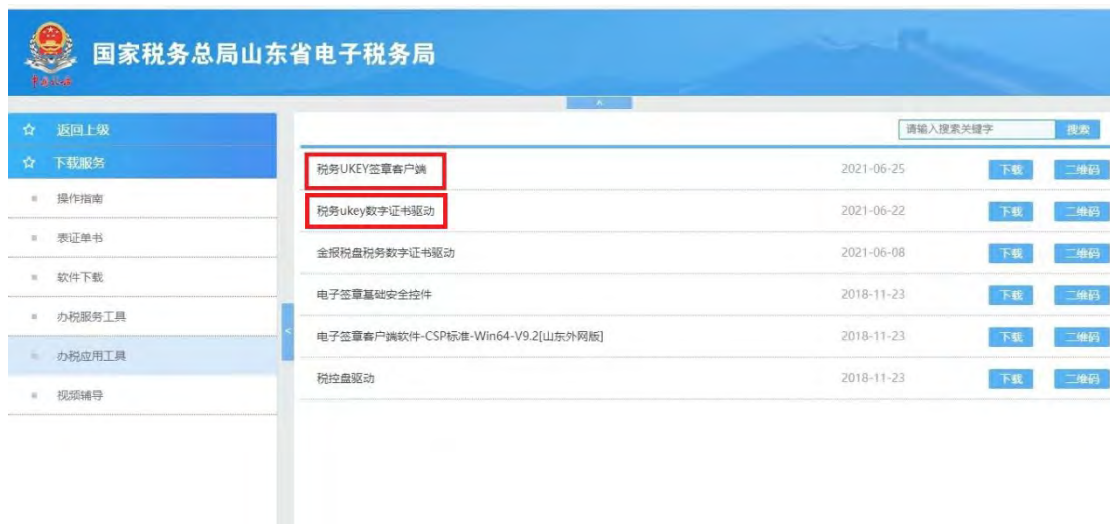 国家税务总局山东省电子税务局
中国税务
返回上级
请输入搜索关键字 搜索
下载服务
税务UKEY签章客户端 2021-06-25 下载 二维码
操作指南
税务ukey数字证书驱动 2021-06-22 下载 二维码
表证单书
金报税盘税务数字证书驱动 2021-06-08 下载 二维码
软件下载
电子签章基础安全控件 2018-11-23 下载 二维码
办税服务工具
电子签章客户端软件-CSP标准-Win64-V9.2[山东外网版] 2018-11-23 下载 二维码
办税应用工具
税控盘驱动 2018-11-23 下载 二维码
视频辅导